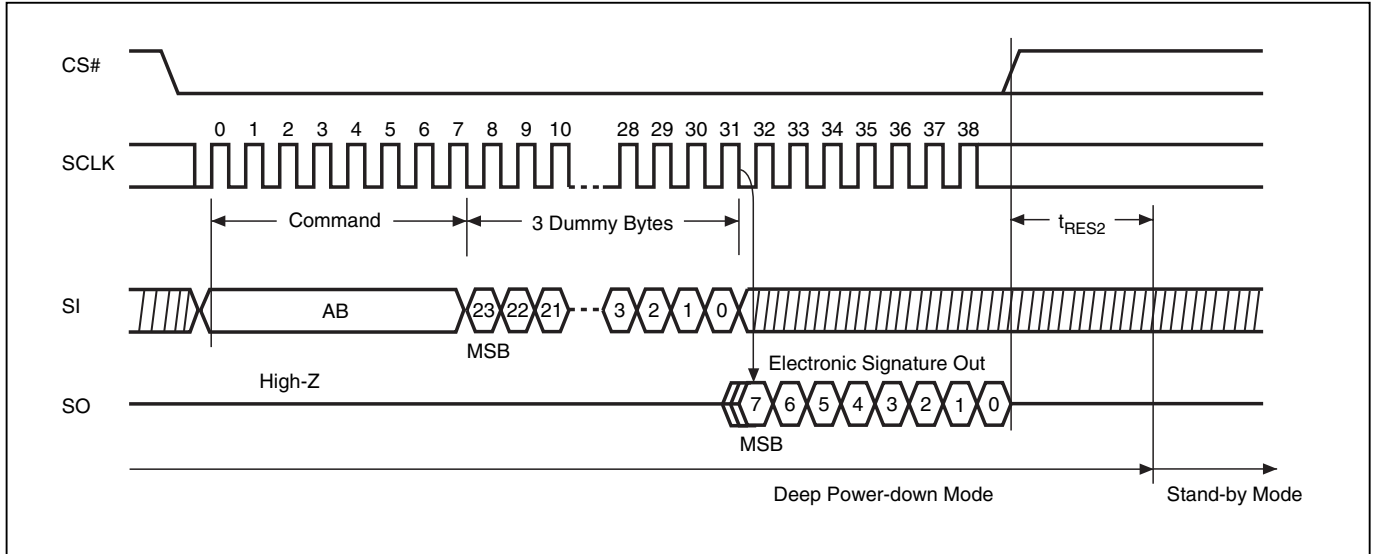 CS#
0 1 2 3 4 5 6 7 8 9 10 28 29 30 31 32 33 34 35 36 37 38
SCLK
Command 3 Dummy Bytes tRES2
SI AB 23 22 21 3 2 1 0
MSB
Electronic Signature Out
High-Z
SO 7 6 5 4 3 2 1 0
MSB
Deep Power-down Mode Stand-by Mode